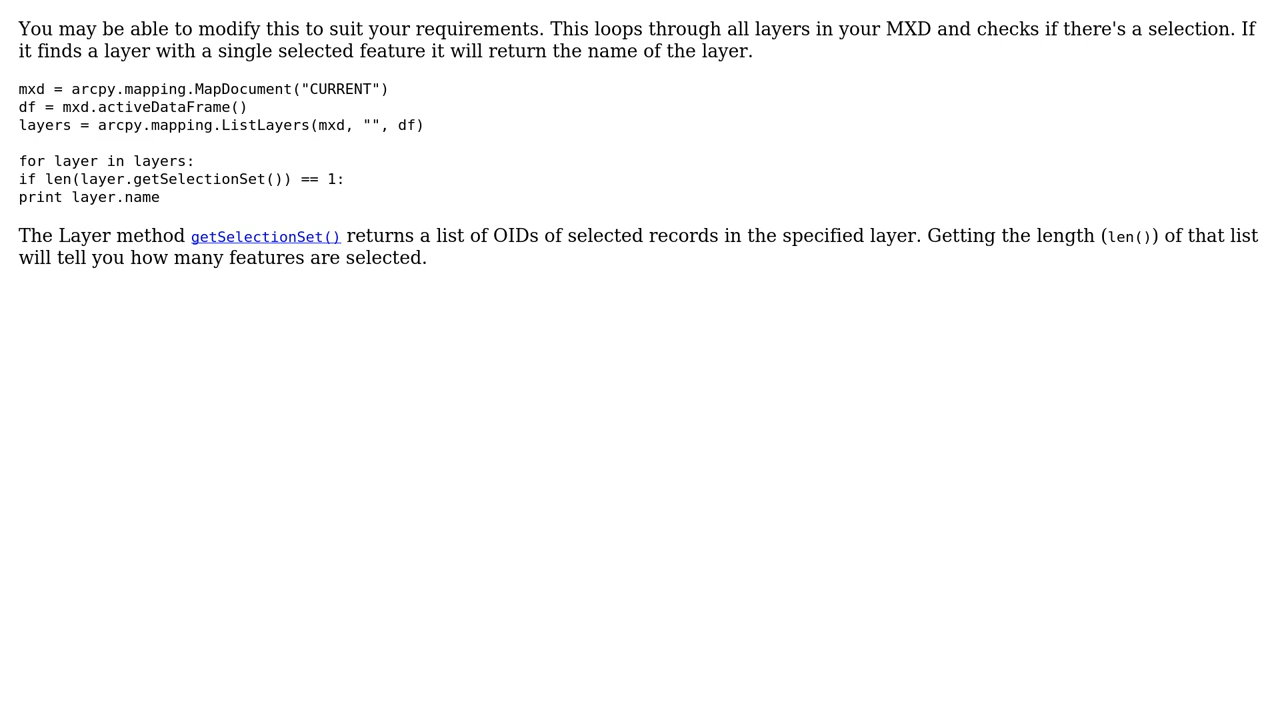 You may be able to modify this to suit your requirements. This loops through all layers in your MXD and checks if there's a selection. If
it finds a layer with a single selected feature it will return the name of the layer.
mxd = arcpy.mapping.MapDocument("CURRENT")
df = mxd.activeDataFrame()
layers = arcpy.mapping.ListLayers(mxd, "", df)
for layer in layers:
if len(layer.getSelectionSet()) == 1:
print layer.name
The Layer method getSelectionSet() returns a list of OIDs of selected records in the specified layer. Getting the length (len()) of that list
will tell you how many features are selected.